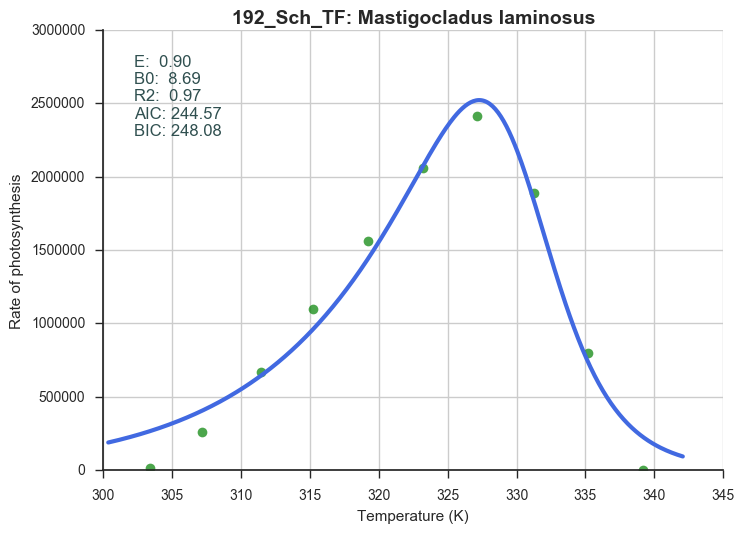 192_Sch_TF: Mastigocladus laminosus
3000000
2500000
2000000
1500000
1000000
500000
0
Rate of photosynthesis
E: 0.90
B0: 8.69
R2: 0.97
AIC: 244.57
BIC: 248.08
300 305 310 315 320 325 330 335 340 345
Temperature (K)